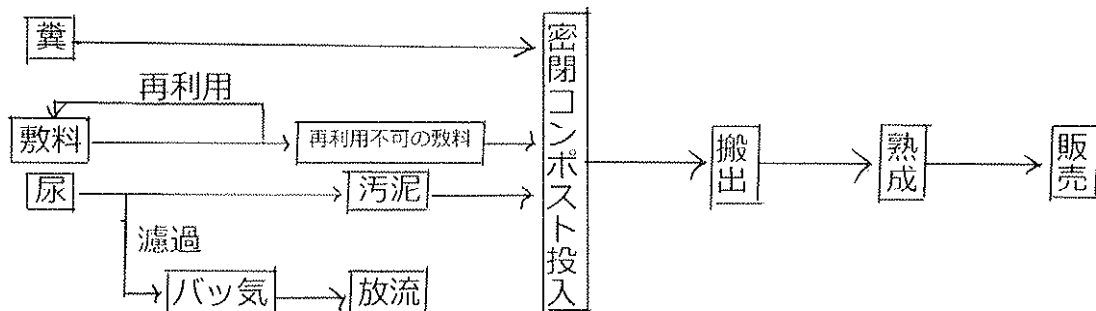 糞
再利用
敷料
再利用不可の敷料
尿
汚泥
濾過
バッ気
放流
密閉コンポスト投入
搬出
熟成
販売